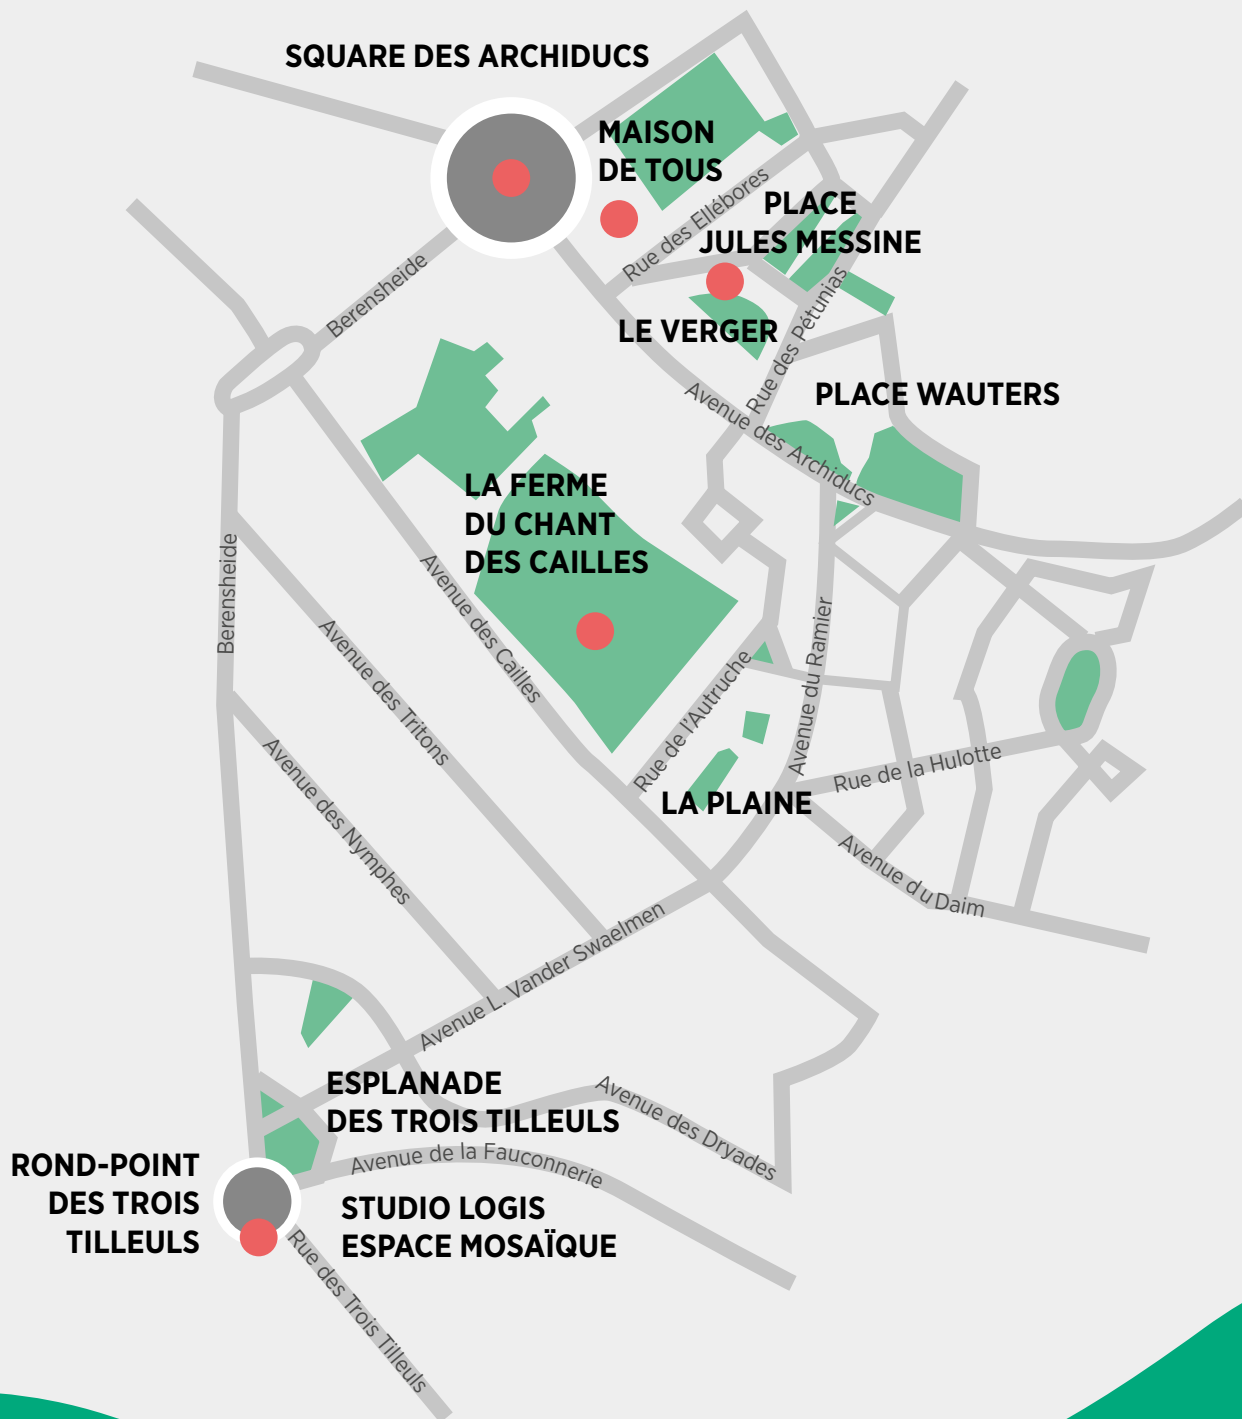 SQUARE DES ARCHIDUCS
MAISON
DE TOUS
Rue des Ellébores
PLACE
JULES MESSINE
Berensheide
LE VERGER
Rue des Pétunias
PLACE WAUTERS
Avenue des Archiducs
LA FERME
DU CHANT
DES CAILLES
Berensheide
Avenue des Cailles
Avenue des Tritons
Avenue du Ramier
Rue de l'Autruche
Avenue des Nymphes
Rue de la Hulotte
LA PLAINE
Avenue du Daim
Avenue L. Vander Swaelmen
ESPLANADE
DES TROIS TILLEULS
Avenue des Dryades
Avenue de la Fauconnerie
ROND-POINT
DES TROIS
TILLEULS
STUDIO LOGIS
ESPACE MOSAÏQUE
Rue des Trois Tilleuls